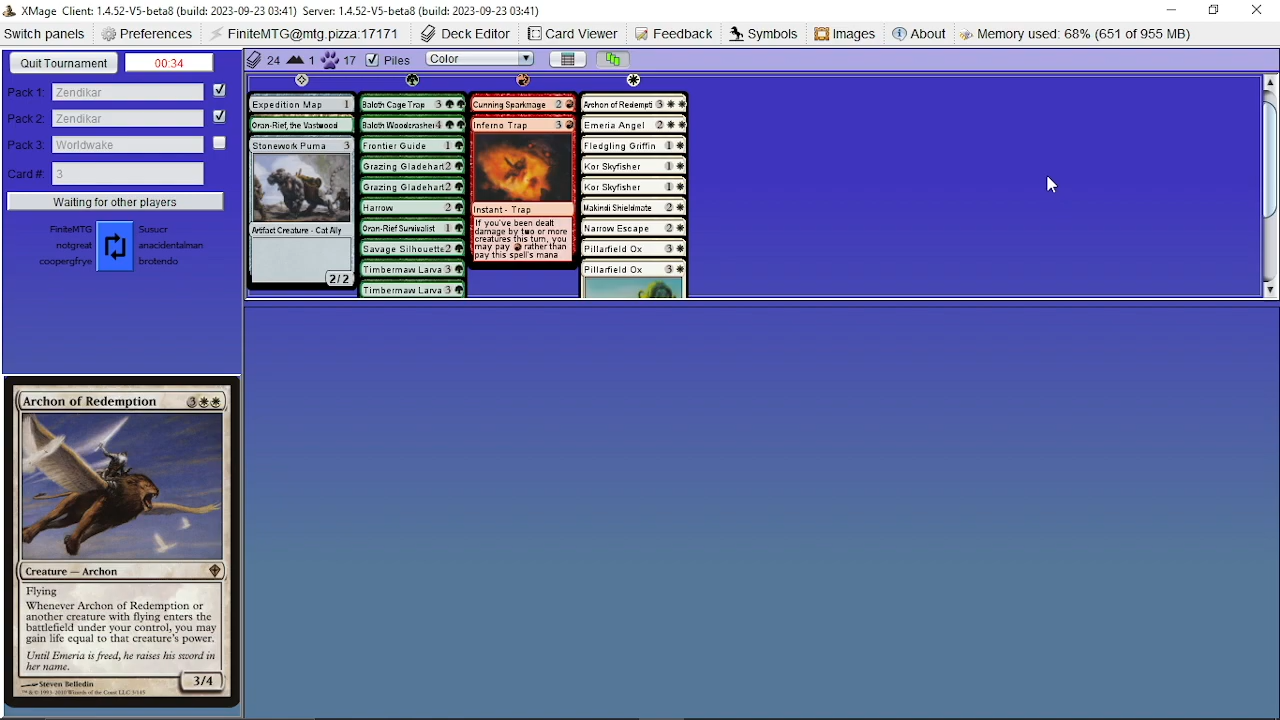 XMage Client: 1.4.52-V5-beta8 (build: 2023-09-23 03:41) Server: 1.4.52-V5-beta8 (build: 2023-09-23 03:41)
Switch panels Preferences FiniteMTG@mtg.pizza:17171 Deck Editor Card Viewer Feedback Symbols Images About Memory used: 68% (651 of 955 MB)
Quit Tournament 00:34
24 1 17 Piles Color
Pack 1: Zendikar
Pack 2: Zendikar
Pack 3: Worldwake
Card #: 3
Waiting for other players
FiniteMTG Susucr
notgreat anacidentalman
coopergfrye brotendo
Expedition Map 1
Oran-Rief, the Vastwood
Stonework Puma 3
Artifact Creature - Cat Ally
2/2
Baloth Cage Trap 3
Baloth Woodcrasher 4
Frontier Guide 1
Grazing Gladehart 2
Grazing Gladehart 2
Harrow 2
Oran-Rief Survivalist 1
Savage Silhouette 2
Timbermaw Larva 3
Timbermaw Larva 3
Cunning Sparkmage 2
Inferno Trap 3
Instant - Trap
If you've been dealt
damage by two or more
creatures this turn, you
may pay rather than
pay this spell's mana
Archon of Redempti 3
Emeria Angel 2
Fledgling Griffin 1
Kor Skyfisher 1
Kor Skyfisher 1
Makindi Shieldmate 2
Narrow Escape 2
Pillarfield Ox 3
Pillarfield Ox 3
Archon of Redemption 3
Creature — Archon
Flying
Whenever Archon of Redemption or
another creature with flying enters the
battlefield under your control, you may
gain life equal to that creature's power.
Until Emeria is freed, he raises his sword in
her name.
Steven Belledin
3/4